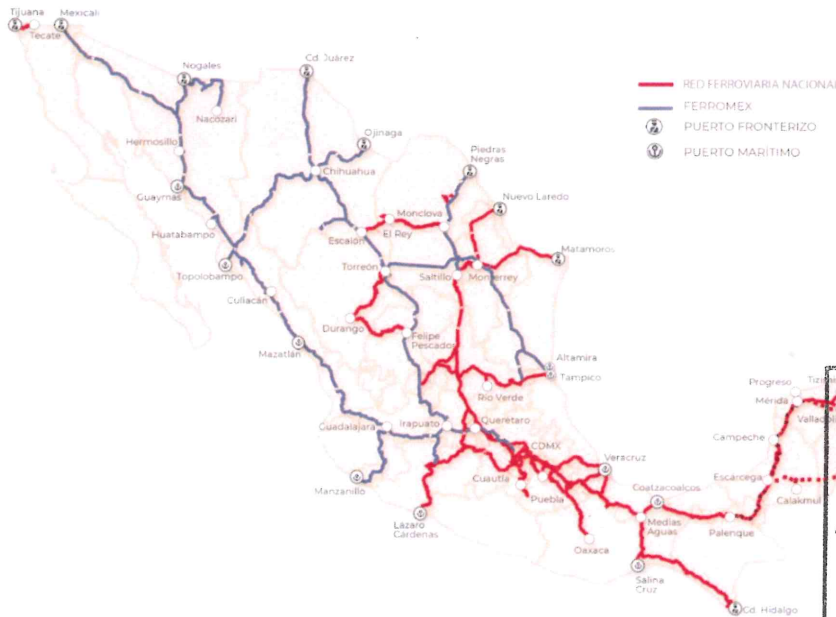 Tijuana
Mexicali
Tecate
Nogales
Cd. Juárez
Nacozari
Ojinaga
Hermosillo
Chihuahua
Piedras
Negras
Guaymas
Nuevo Laredo
Huatabampo
Monclova
Escalón
El Rey
Matamoros
Topolobampo
Torreón
Saltillo
Monterrey
Culiacán
Durango
Felipe
Pescador
Mazatlán
Altamira
Tampico
Río Verde
Guadalajara
Irapuato
Querétaro
CDMX
Veracruz
Manzanillo
Cuautla
Puebla
Coatzacoalcos
Lázaro
Cárdenas
Oaxaca
Medias
Aguas
Palenque
Salina
Cruz
Cd. Hidalgo
Progreso
Mérida
Campeche
Escárcega
Calakmul
RED FERROVIARIA NACIONAL
FERROMEX
PUERTO FRONTERIZO
PUERTO MARÍTIMO